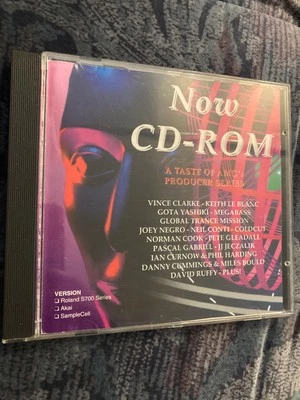 Now
CD-ROM
A TASTE OF AMG's
PRODUCER SERIES
VINCE CLARKE - KEITH LE BLANC
GOTA YASHIKI - MEGABASS
GLOBAL TRANCE MISSION
JOEY NEGRO - NEIL CONTI - COLDCUT
NORMAN COOK - PETE GLEADALL
PASCAL GABRIEL - JJ JECZALIK
IAN CURNOW & PHIL HARDING
DANNY CUMMINGS & MILES BOULD
DAVID RUFFY - PLUS!
VERSION
❏ Roland S700 Series
❏ Akai
❏ SampleCell